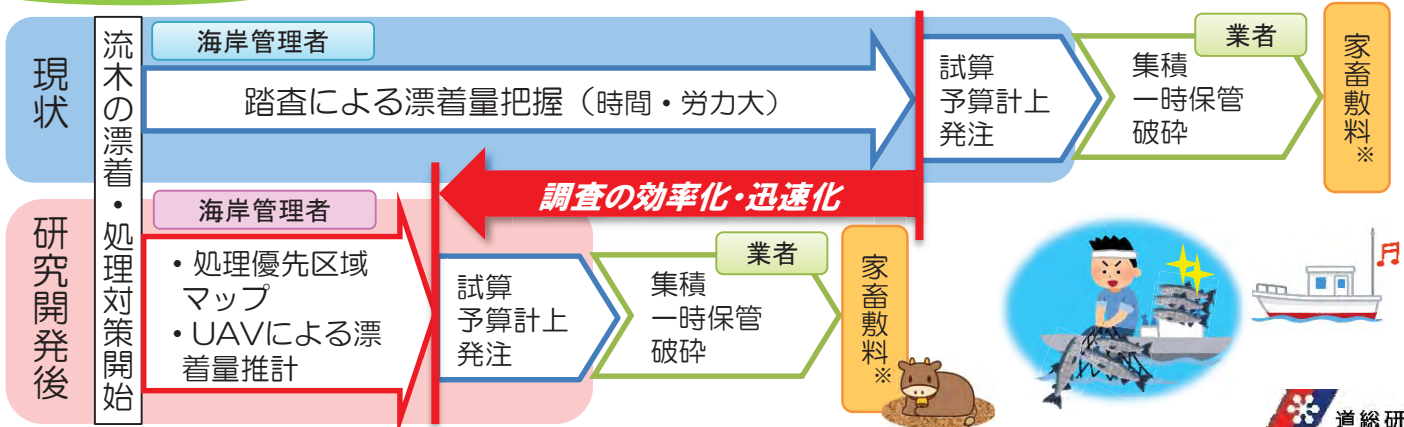 現状
流木の漂着・処理対策開始
海岸管理者
踏査による漂着量把握（時間・労力大）
試算
予算計上
発注
業者
集積
一時保管
破砕
家畜敷料※
調査の効率化・迅速化
研究開発後
海岸管理者
・処理優先区域
マップ
・UAVによる漂
着量推計
試算
予算計上
発注
業者
集積
一時保管
破砕
家畜敷料※
道総研